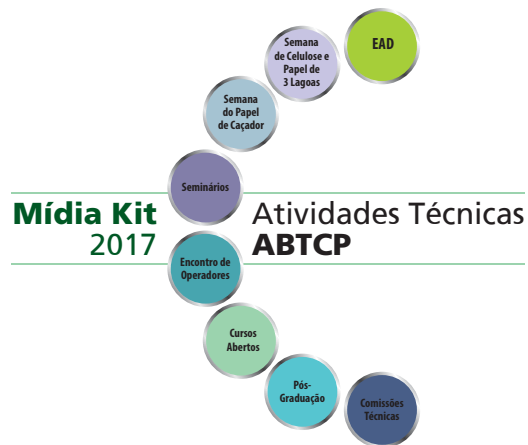 EAD
Semana
de Celulose e
Papel de
3 Lagoas
Semana
do Papel
de Caçador
Seminários
Mídia Kit
2017
Atividades Técnicas
ABTCP
Encontro de
Operadores
Cursos
Abertos
Pós-
Graduação
Comissões
Técnicas